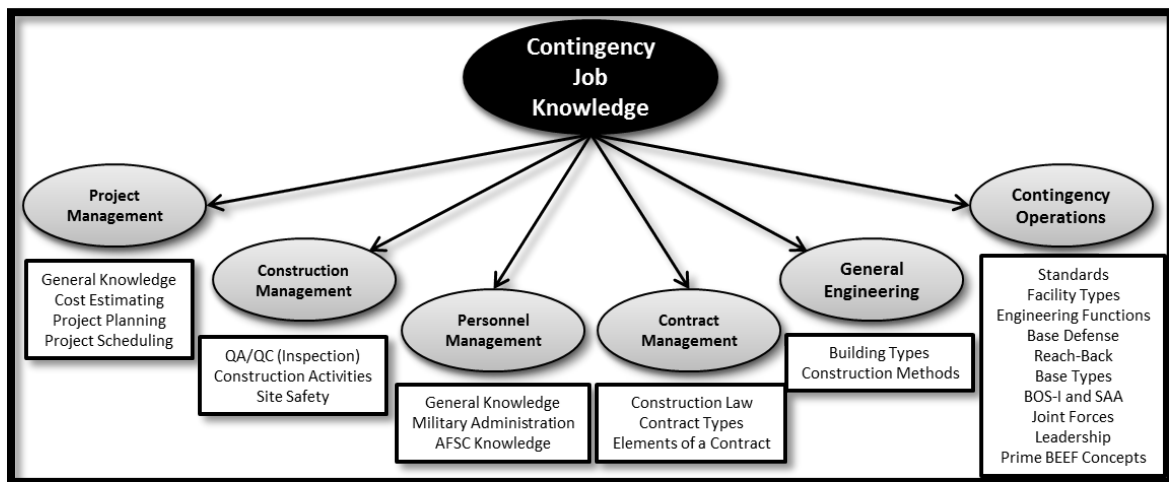 Contingency
Job
Knowledge
Project
Management
General Knowledge
Cost Estimating
Project Planning
Project Scheduling
Construction
Management
QA/QC (Inspection)
Construction Activities
Site Safety
Personnel
Management
General Knowledge
Military Administration
AFSC Knowledge
Contract
Management
Construction Law
Contract Types
Elements of a Contract
General
Engineering
Building Types
Construction Methods
Contingency
Operations
Standards
Facility Types
Engineering Functions
Base Defense
Reach-Back
Base Types
BOS-I and SAA
Joint Forces
Leadership
Prime BEEF Concepts